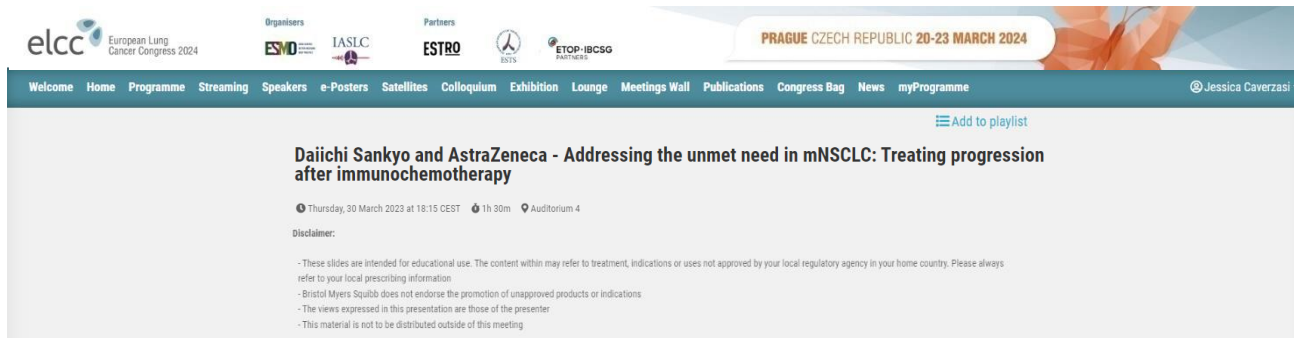 Organisers
Partners
elcc European Lung Cancer Congress 2024
ESMO
IASLC
ESTRO
ESTS
ETOP·IBCSG
PARTNERS
PRAGUE CZECH REPUBLIC 20-23 MARCH 2024
Welcome Home Programme Streaming Speakers e-Posters Satellites Colloquium Exhibition Lounge Meetings Wall Publications Congress Bag News myProgramme Jessica Caverzasi
Add to playlist
Daiichi Sankyo and AstraZeneca - Addressing the unmet need in mNSCLC: Treating progression
after immunochemotherapy
Thursday, 30 March 2023 at 18:15 CEST 1h 30m Auditorium 4
Disclaimer:
- These slides are intended for educational use. The content within may refer to treatment, indications or uses not approved by your local regulatory agency in your home country. Please always
refer to your local prescribing information
- Bristol Myers Squibb does not endorse the promotion of unapproved products or indications
- The views expressed in this presentation are those of the presenter
- This material is not to be distributed outside of this meeting